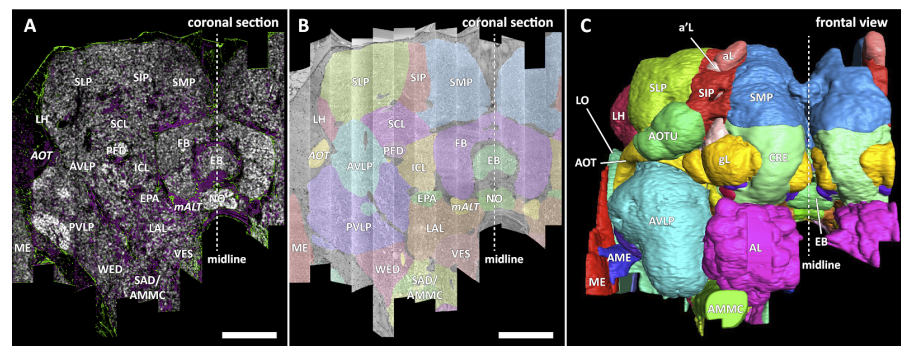 A
coronal section
SLP
SIP
SMP
LH
SCL
AOT
PED
FB
EB
AVLP
ICL
EPA
NO
mALT
PVLP
LAL
ME
VES
WED
SAD/
AMMC
midline
B
coronal section
SLP
SIP
SMP
LH
SCL
AOT
PED
FB
EB
AVLP
ICL
EPA
NO
mALT
PVLP
LAL
ME
VES
WED
SAD/
AMMC
midline
C
frontal view
a'L
aL
SLP
SIP
SMP
LO
LH
AOTU
AOT
gL
CRE
AVLP
AL
EB
AME
midline
ME
AMMC